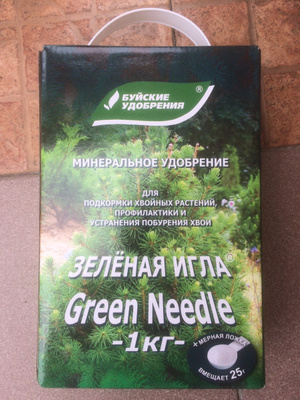 БУЙСКИЕ
УДОБРЕНИЯ
®
МИНЕРАЛЬНОЕ УДОБРЕНИЕ
ДЛЯ
ПОДКОРМКИ ХВОЙНЫХ РАСТЕНИЙ,
ПРОФИЛАКТИКИ И
УСТРАНЕНИЯ ПОБУРЕНИЯ ХВОИ
ЗЕЛЁНАЯ ИГЛА®
Green Needle
-1кг-
+ МЕРНАЯ ЛОЖКА
ВМЕЩАЕТ 25г